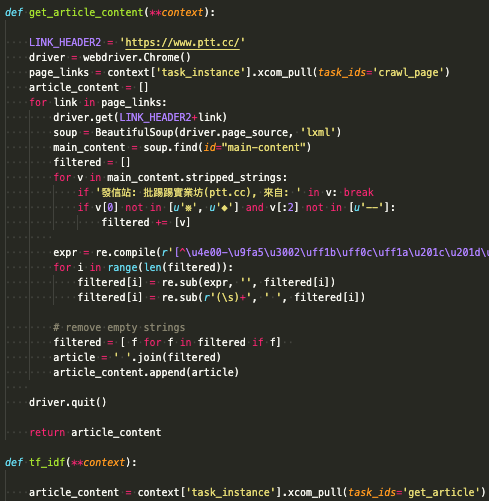 def get_article_content(**context):
LINK_HEADER2 = 'https://www.ptt.cc/'
driver = webdriver.Chrome()
page_links = context['task_instance'].xcom_pull(task_ids='crawl_page')
article_content = []
for link in page_links:
driver.get(LINK_HEADER2+link)
soup = BeautifulSoup(driver.page_source, 'lxml')
main_content = soup.find(id="main-content")
filtered = []
for v in main_content.stripped_strings:
if '發信站: 批踢踢實業坊(ptt.cc), 來自: ' in v: break
if v[0] not in [u'※', u'◆'] and v[:2] not in [u'--']:
filtered += [v]
expr = re.compile(r'[^\u4e00-\u9fa5\u3002\uff1b\uff0c\uff1a\u201c\u201d\u
for i in range(len(filtered)):
filtered[i] = re.sub(expr, '', filtered[i])
filtered[i] = re.sub(r'(\s)+', ' ', filtered[i])
# remove empty strings
filtered = [ f for f in filtered if f]
article = ' '.join(filtered)
article_content.append(article)
driver.quit()
return article_content
def tf_idf(**context):
article_content = context['task_instance'].xcom_pull(task_ids='get_article')